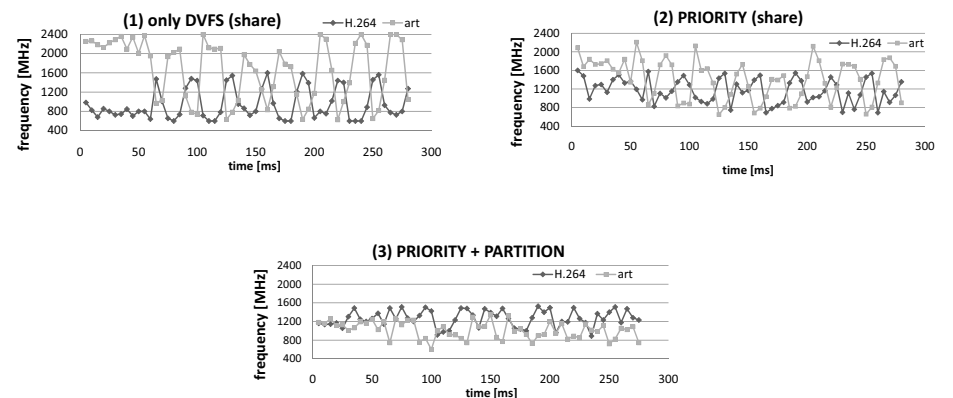 (1) only DVFS (share)
H.264 art
frequency [MHz]
2400
2000
1600
1200
800
400
0 50 100 150 200 250 300
time [ms]
(2) PRIORITY (share)
H.264 art
frequency [MHz]
2400
2000
1600
1200
800
400
0 50 100 150 200 250 300
time [ms]
(3) PRIORITY + PARTITION
H.264 art
frequency [MHz]
2400
2000
1600
1200
800
400
0 50 100 150 200 250 300
time [ms]